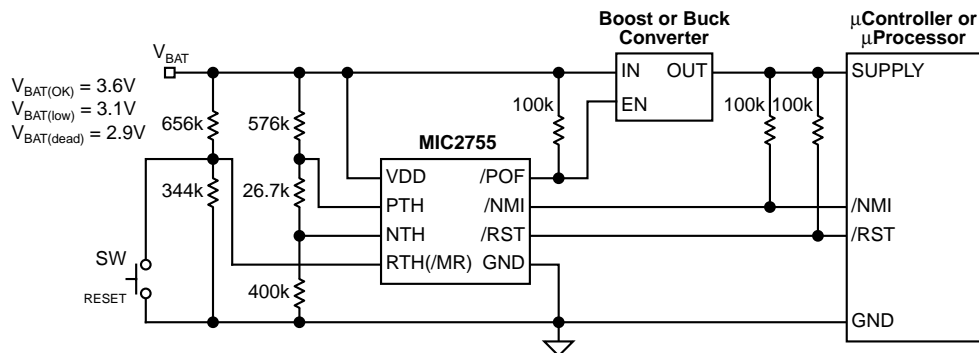 Boost or Buck
Converter
μController or
μProcessor
VBAT
IN OUT
EN
SUPPLY
VBAT(OK) = 3.6V
VBAT(low) = 3.1V
VBAT(dead) = 2.9V
656k
576k
100k
100k
100k
MIC2755
VDD
/POF
344k
26.7k
PTH
/NMI
/NMI
NTH
/RST
/RST
SW
RTH(/MR)
GND
RESET
400k
GND